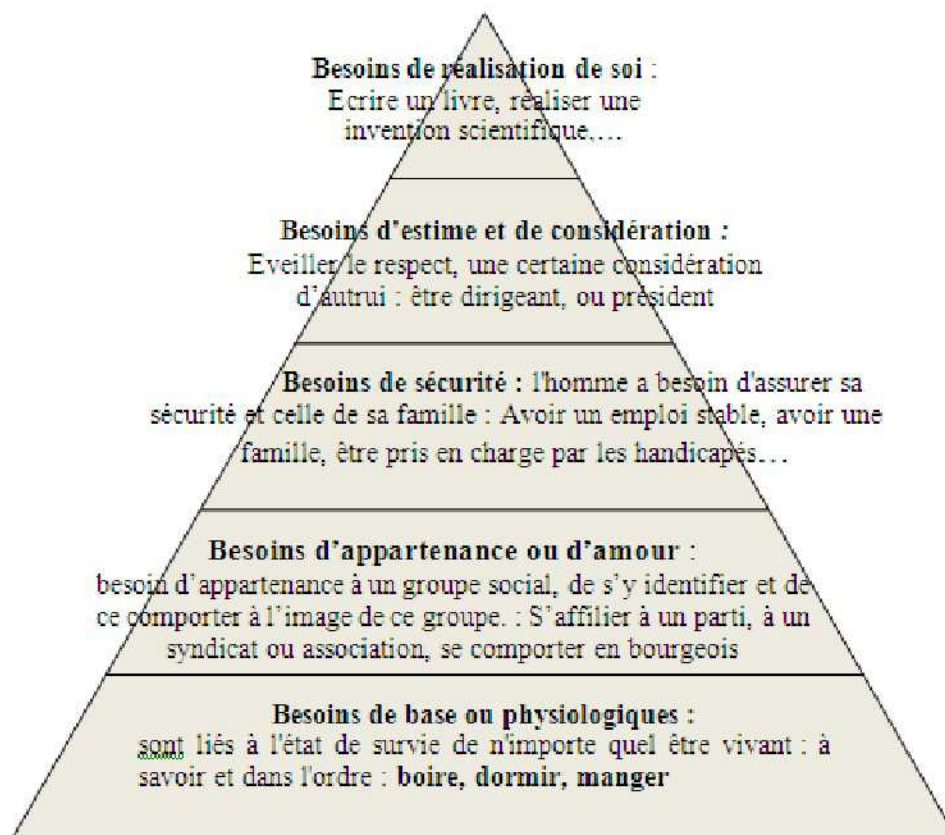 Besoins de réalisation de soi :
Ecrire un livre, réaliser une
invention scientifique,…
Besoins d’estime et de considération :
Eveiller le respect, une certaine considération
d’autrui : être dirigeant, ou président
Besoins de sécurité : l'homme a besoin d'assurer sa
sécurité et celle de sa famille : Avoir un emploi stable, avoir une
famille, être pris en charge par les handicapés…
Besoins d’appartenance ou d’amour :
besoin d’appartenance à un groupe social, de s’y identifier et de
ce comporter à l’image de ce groupe. : S’affilier à un parti, à un
syndicat ou association, se comporter en bourgeois
Besoins de base ou physiologiques :
sont liés à l'état de survie de n'importe quel être vivant : à
savoir et dans l'ordre : boire, dormir, manger